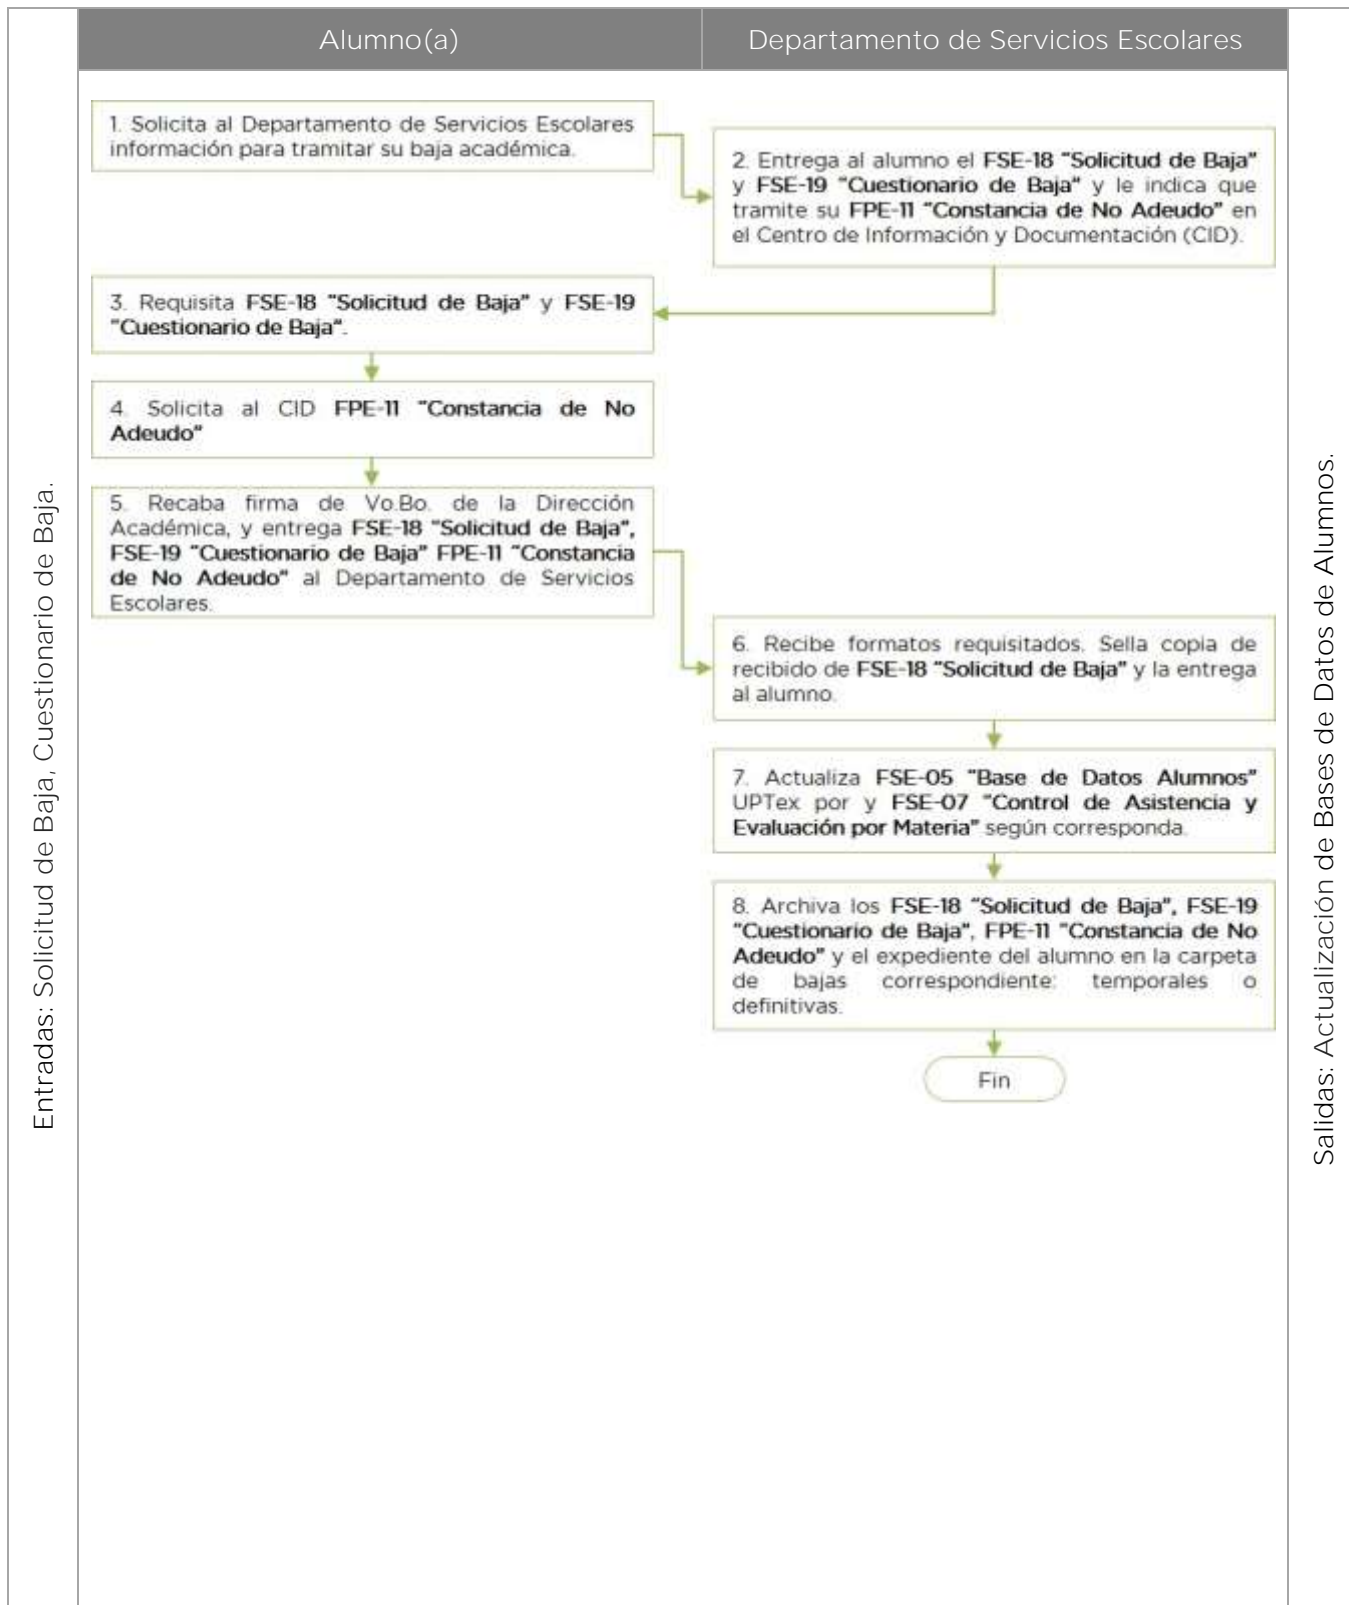 Alumno(a)
Departamento de Servicios Escolares
Entradas: Solicitud de Baja, Cuestionario de Baja.
1. Solicita al Departamento de Servicios Escolares
información para tramitar su baja académica.
2. Entrega al alumno el FSE-18 "Solicitud de Baja"
y FSE-19 "Cuestionario de Baja" y le indica que
tramite su FPE-11 "Constancia de No Adeudo" en
el Centro de Información y Documentación (CID).
3. Requisita FSE-18 "Solicitud de Baja" y FSE-19
"Cuestionario de Baja".
4. Solicita al CID FPE-11 "Constancia de No
Adeudo"
5. Recaba firma de Vo.Bo. de la Dirección
Académica, y entrega FSE-18 "Solicitud de Baja",
FSE-19 "Cuestionario de Baja" FPE-11 "Constancia
de No Adeudo" al Departamento de Servicios
Escolares.
6. Recibe formatos requisitados. Sella copia de
recibido de FSE-18 "Solicitud de Baja" y la entrega
al alumno.
7. Actualiza FSE-05 "Base de Datos Alumnos"
UPTex por y FSE-07 "Control de Asistencia y
Evaluación por Materia" según corresponda.
8. Archiva los FSE-18 "Solicitud de Baja", FSE-19
"Cuestionario de Baja", FPE-11 "Constancia de No
Adeudo" y el expediente del alumno en la carpeta
de bajas correspondiente: temporales o
definitivas.
Fin
Salidas: Actualización de Bases de Datos de Alumnos.